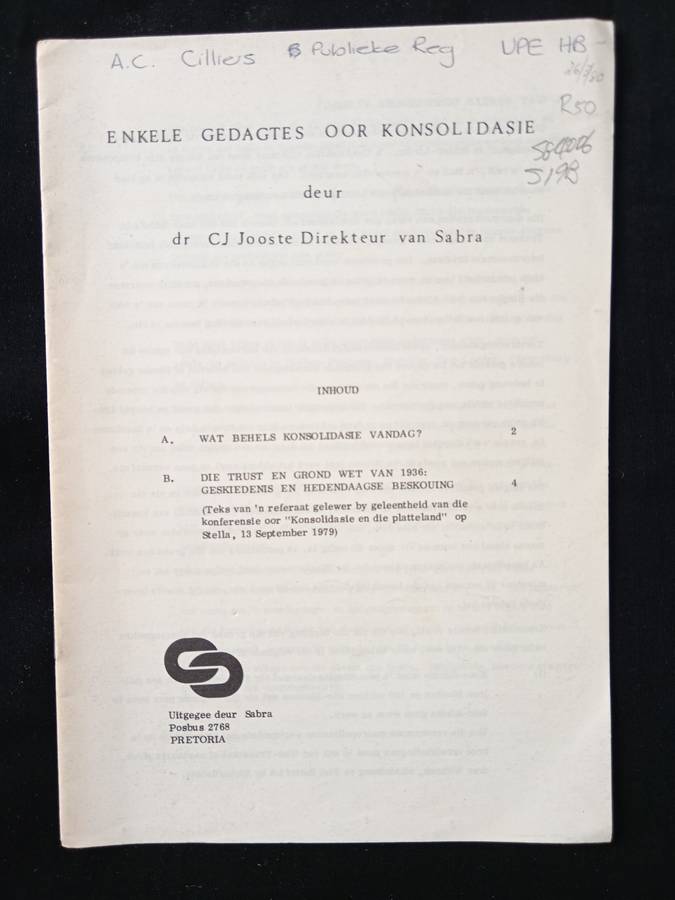 A.C. Cilliers Publieke Reg UPE HB
R50
ENKELE GEDAGTES OOR KONSOLIDASIE
deur
dr CJ Jooste Direkteur van Sabra
INHOUD
A. WAT BEHELS KONSOLIDASIE VANDAG? 2
B. DIE TRUST EN GROND WET VAN 1936:
GESKIEDENIS EN HEDENDAAGSE BESKOUING 4
(Teks van 'n referaat gelewer by geleentheid van die
konferensie oor "Konsolidasie en die platteland" op
Stella, 13 September 1979)
Uitgegee deur Sabra
Posbus 2768
PRETORIA